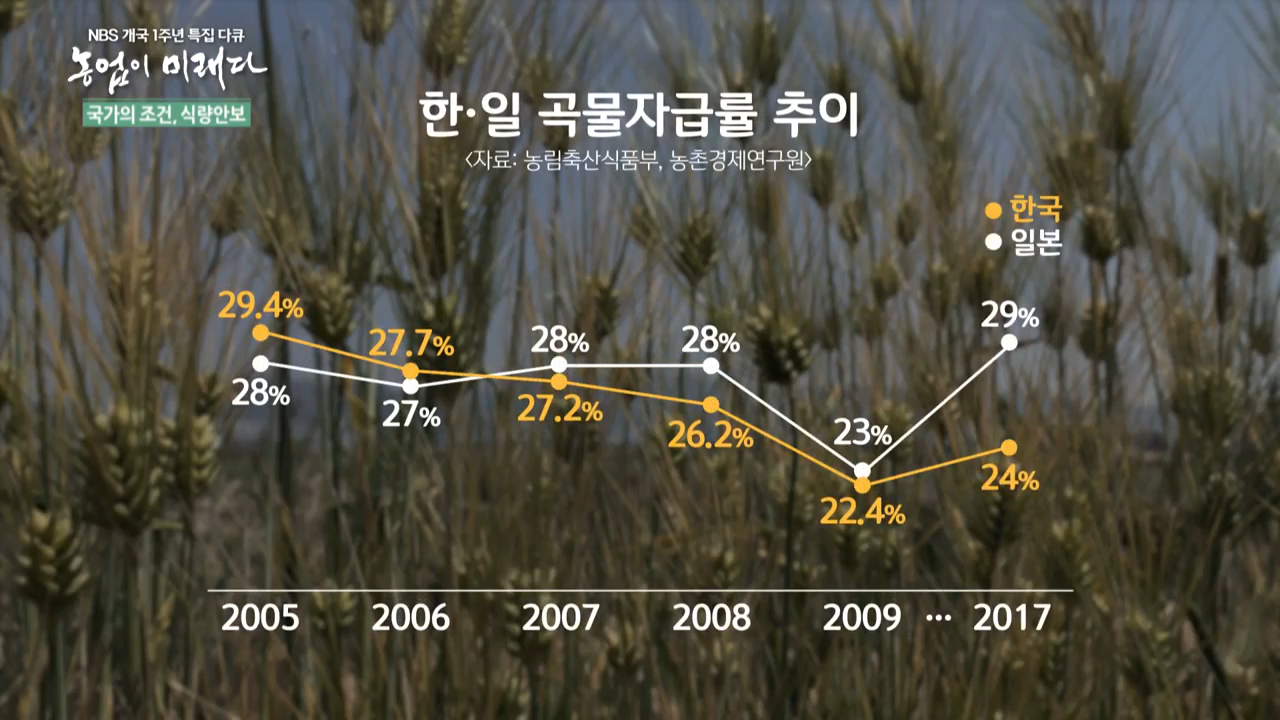 NBS 개국 1주년 특집 다큐
농업이 미래다
국가의 조건, 식량안보
한·일 곡물자급률 추이
<자료: 농림축산식품부, 농촌경제연구원>
한국
일본
29.4%
27.7%
28%
28%
29%
28%
27%
27.2%
26.2%
23%
24%
22.4%
2005 2006 2007 2008 2009 ··· 2017